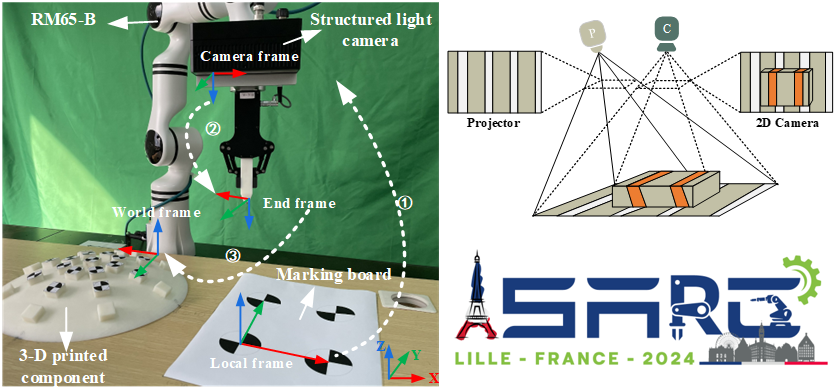 RM65-B
Structured light
camera
Camera frame
②
①
End frame
World frame
③
Marking board
3-D printed
component
Local frame
Z
Y
X
P
C
Projector
2D Camera
SARO
LILLE - FRANCE - 2024